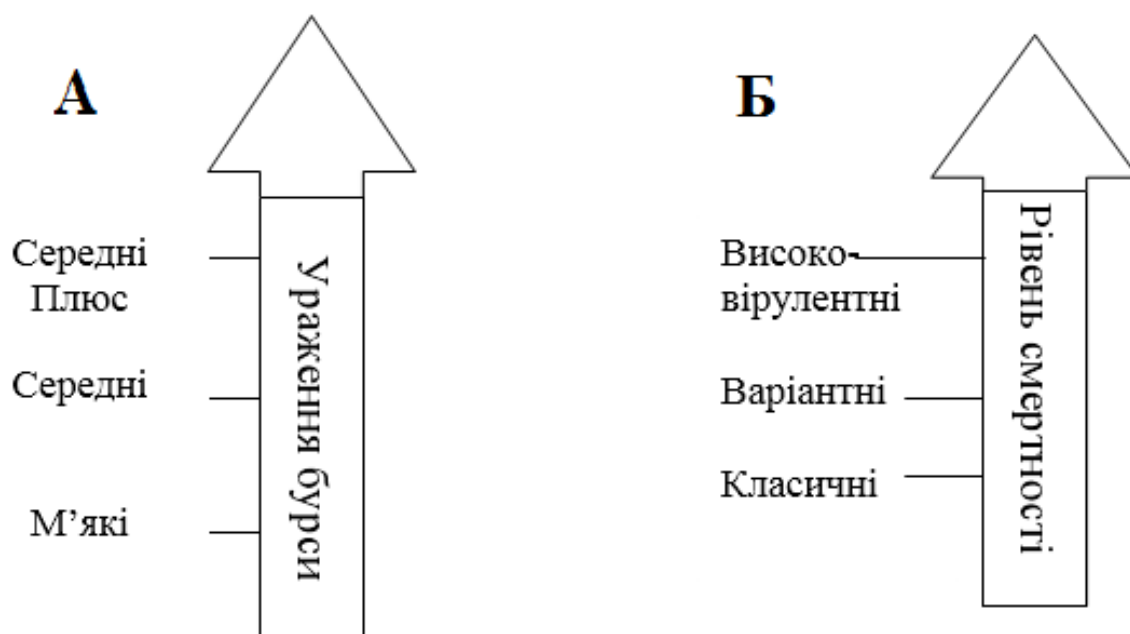 А
Середні
Плюс
Середні
М’які
Ураження бурси
Б
Високо-
вірулентні
Варіантні
Класичні
Рівень смертності